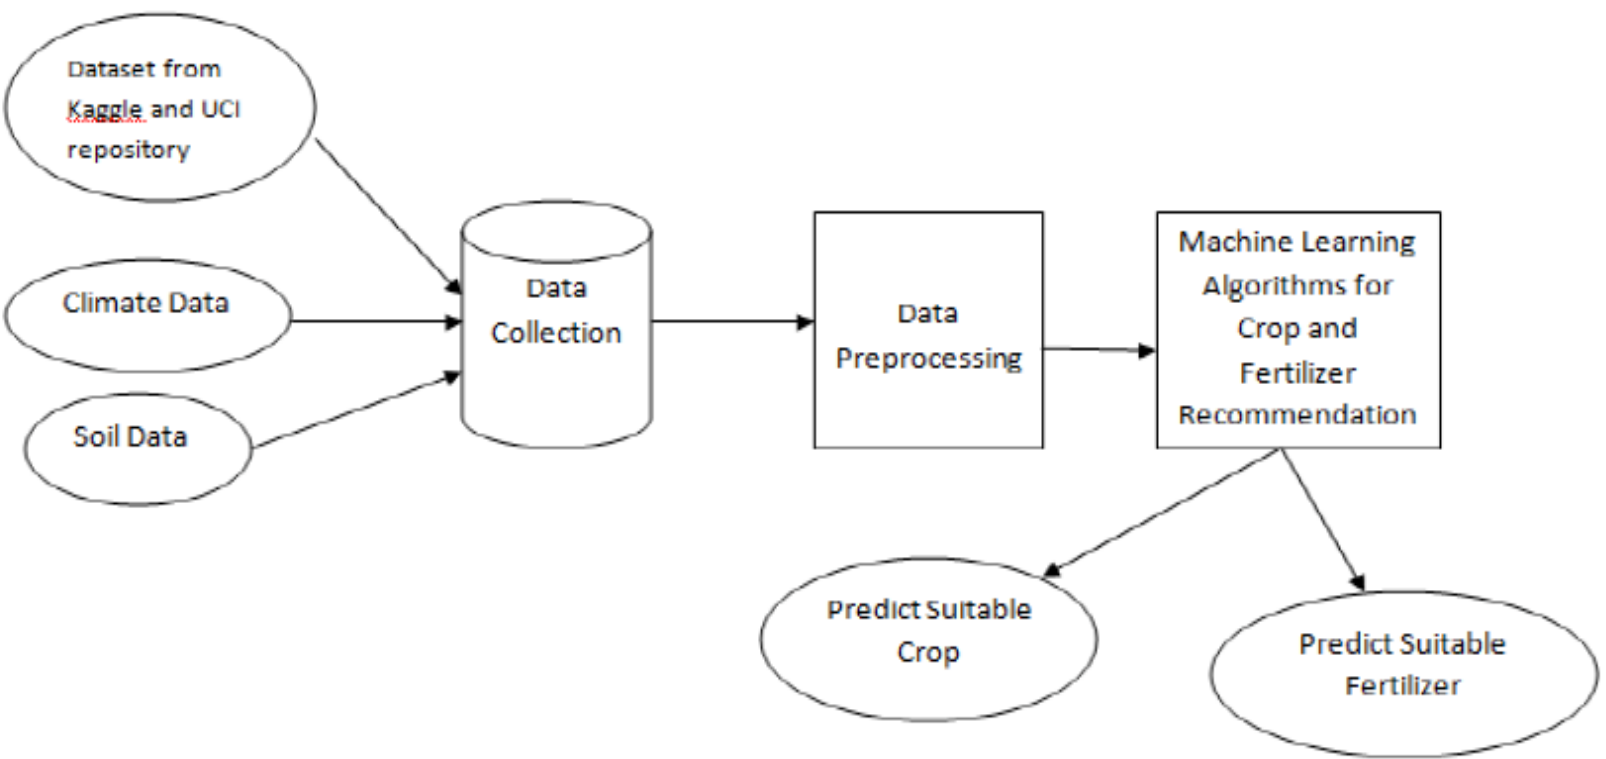 Dataset from
Kaggle and UCI
repository
Climate Data
Soil Data
Data
Collection
Data
Preprocessing
Machine Learning
Algorithms for
Crop and
Fertilizer
Recommendation
Predict Suitable
Crop
Predict Suitable
Fertilizer